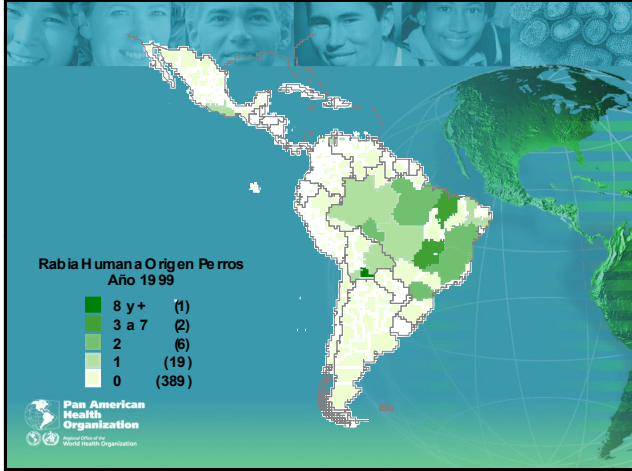 Rabia Humana Origen Perros
Año 1999
8 y + (1)
3 a 7 (2)
2 (6)
1 (19)
0 (389)
Pan American
Health
Organization
Regional Office of the
World Health Organization